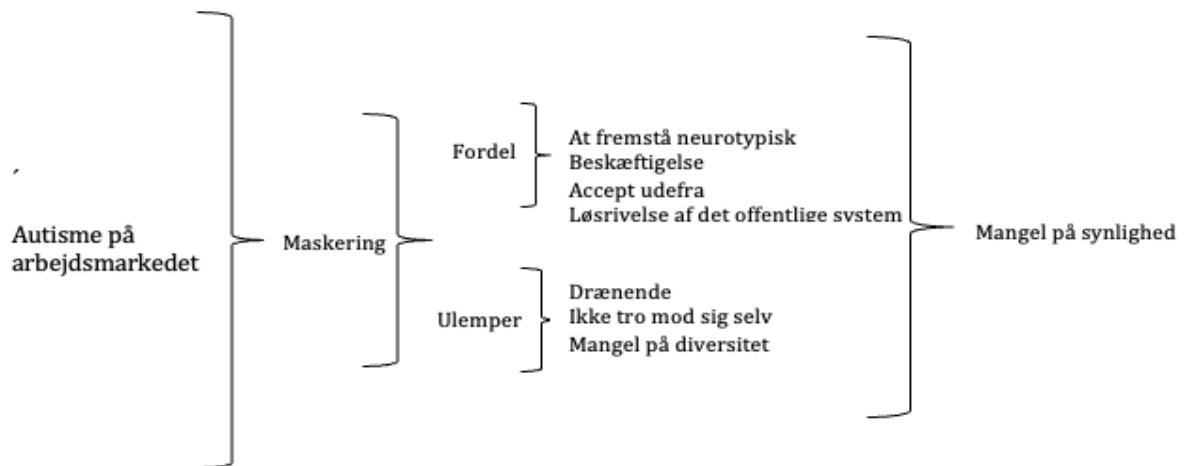 ´
Autisme på
arbejdsmarkedet
Maskering
Fordel
At fremstå neurotypisk
Beskæftigelse
Accept udefra
Løsrivelse af det offentlige system
Ulemper
Drænende
Ikke tro mod sig selv
Mangel på diversitet
Mangel på synlighed